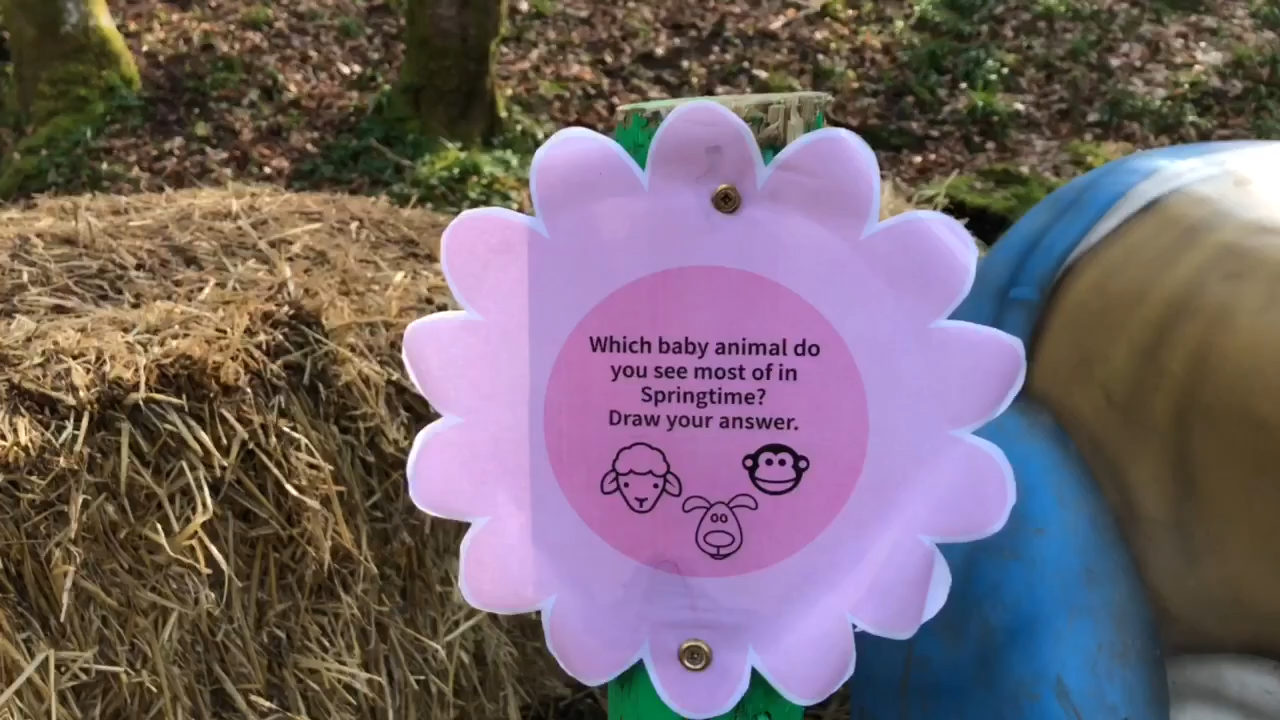 Which baby animal do
you see most of in
Springtime?
Draw your answer.